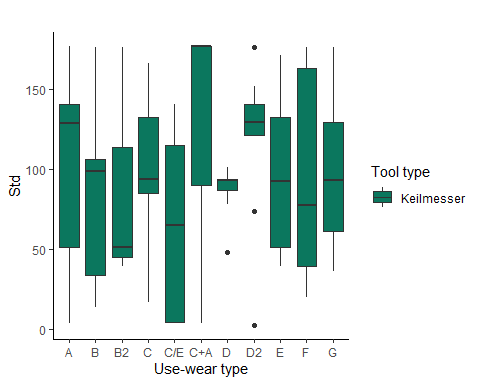 Std
150
100
50
0
A B B2 C C/E C+A D D2 E F G
Use-wear type
Tool type
Keilmesser